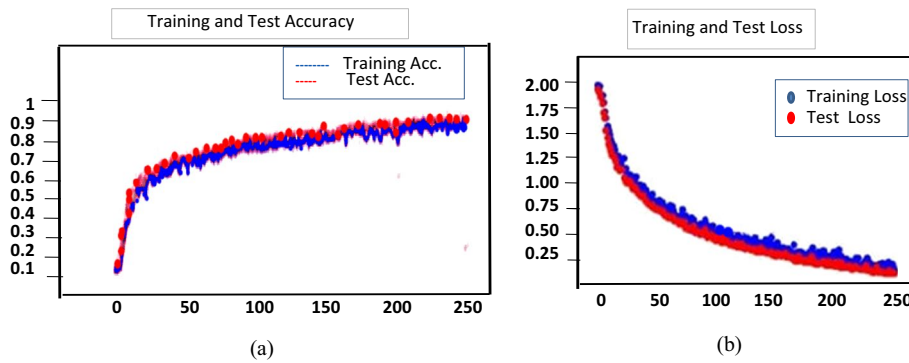 Training and Test Accuracy
Training Acc.
Test Acc.
1
0.9
0.8
0.7
0.6
0.5
0.4
0.3
0.2
0.1
0 50 100 150 200 250
(a)
Training and Test Loss
Training Loss
Test Loss
2.00
1.75
1.50
1.25
1.00
0.75
0.50
0.25
0 50 100 150 200 250
(b)